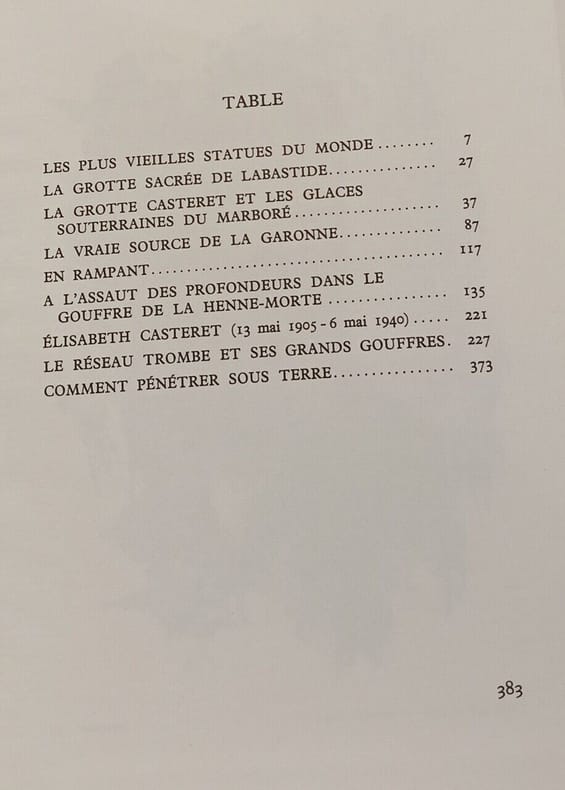 TABLE
LES PLUS VIEILLES STATUES DU MONDE ........ 7
LA GROTTE SACRÉE DE LABASTIDE............... 27
LA GROTTE CASTERET ET LES GLACES
SOUTERRAINES DU MARBORÉ.................... 37
LA VRAIE SOURCE DE LA GARONNE.............. 87
EN RAMPANT........................................ 117
A L'ASSAUT DES PROFONDEURS DANS LE
GOUFFRE DE LA HENNE-MORTE ................ 135
ÉLISABETH CASTERET (13 mai 1905 - 6 mai 1940) ..... 221
LE RÉSEAU TROMBE ET SES GRANDS GOUFFRES. 227
COMMENT PÉNÉTRER SOUS TERRE................ 373
383